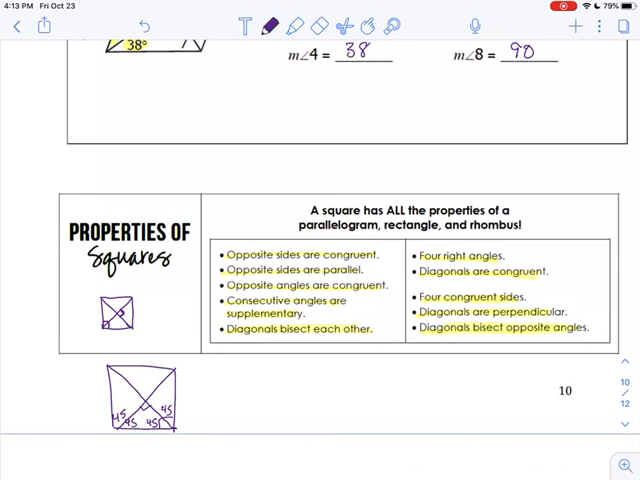 4:13 PM Fri Oct 23
79%
T
38°
m∠4 = 38
m∠8 = 90
PROPERTIES OF
Squares
A square has ALL the properties of a
parallelogram, rectangle, and rhombus!
• Opposite sides are congruent.
• Opposite sides are parallel.
• Opposite angles are congruent.
• Consecutive angles are
supplementary.
• Diagonals bisect each other.
• Four right angles.
• Diagonals are congruent.
• Four congruent sides.
• Diagonals are perpendicular.
• Diagonals bisect opposite angles.
45
45
45
45
10
10
/
12